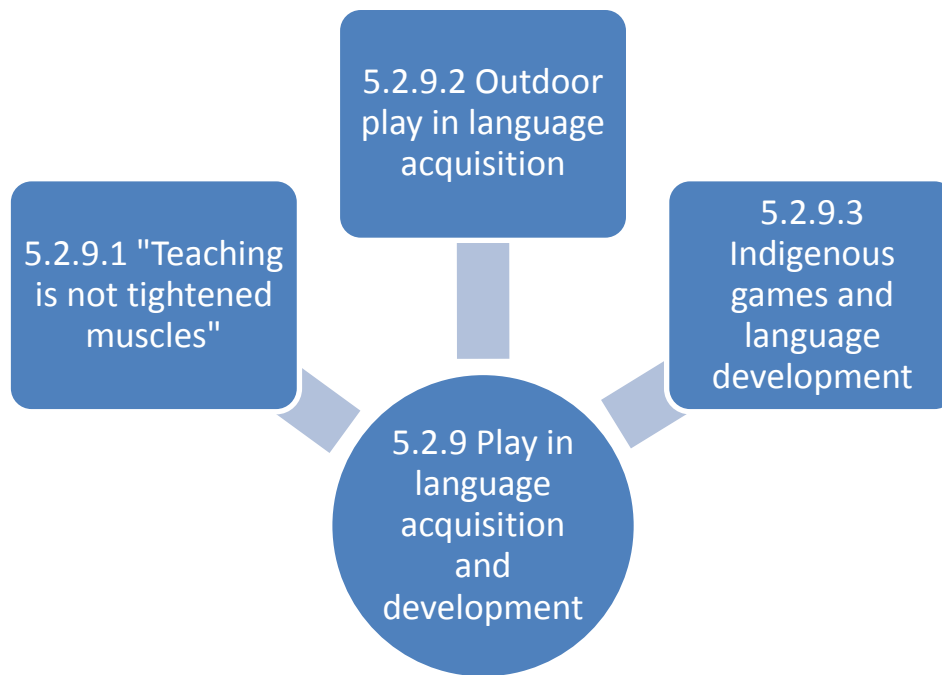 5.2.9.2 Outdoor
play in language
acquisition
5.2.9.1 "Teaching
is not tightened
muscles"
5.2.9.3
Indigenous
games and
language
development
5.2.9 Play in
language
acquisition
and
development